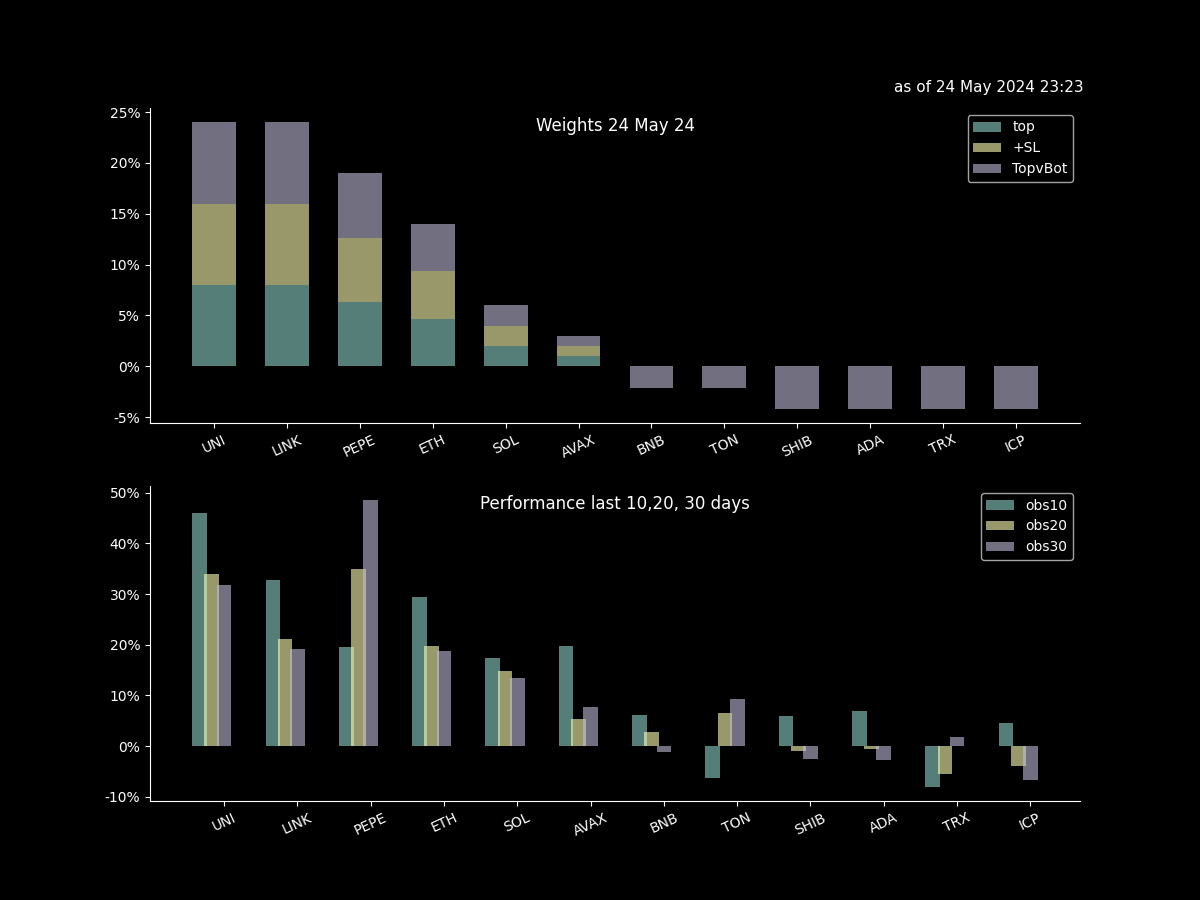 as of 24 May 2024 23:23
Weights 24 May 24
top
+SL
TopvBot
25%
20%
15%
10%
5%
0%
-5%
UNI LINK PEPE ETH SOL AVAX BNB TON SHIB ADA TRX ICP
Performance last 10,20, 30 days
obs10
obs20
obs30
50%
40%
30%
20%
10%
0%
-10%
UNI LINK PEPE ETH SOL AVAX BNB TON SHIB ADA TRX ICP